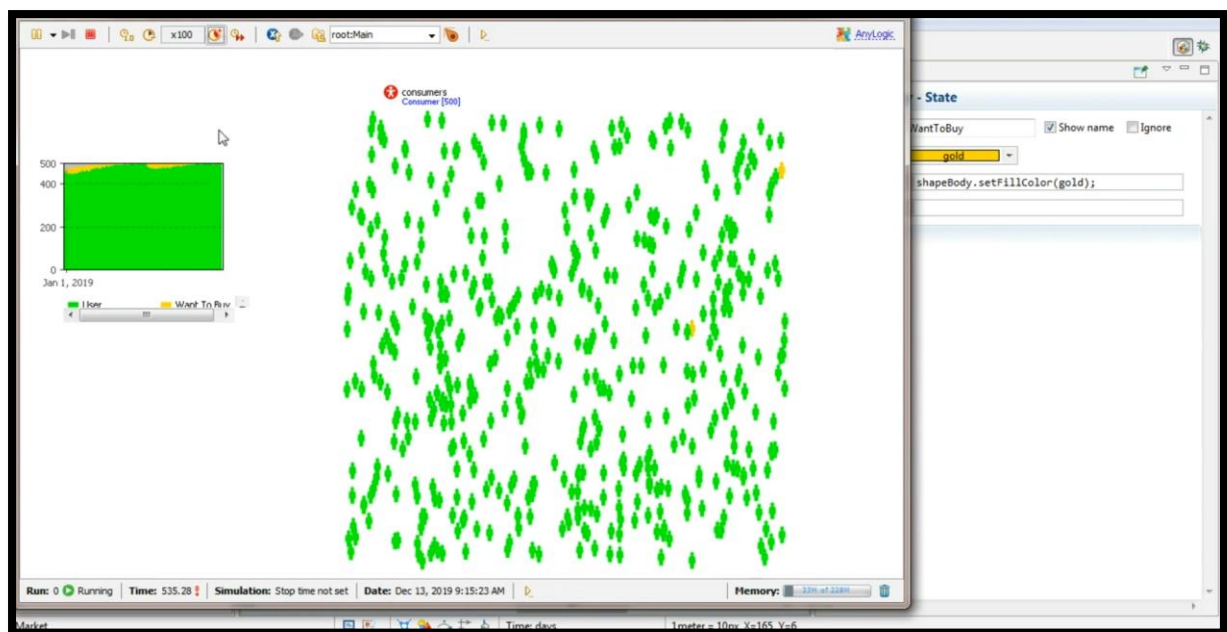 x100
root:Main
AnyLogic
consumers
Consumer [500]
- State
WantToBuy
Show name
Ignore
gold
shapeBody.setFillColor(gold);
500
400
200
0
Jan 1, 2019
User
Want To Buy
Run: 0 Running Time: 535.28 Simulation: Stop time not set Date: Dec 13, 2019 9:15:23 AM Memory:
Market
Time: days
1meter = 10px X=165 Y=6